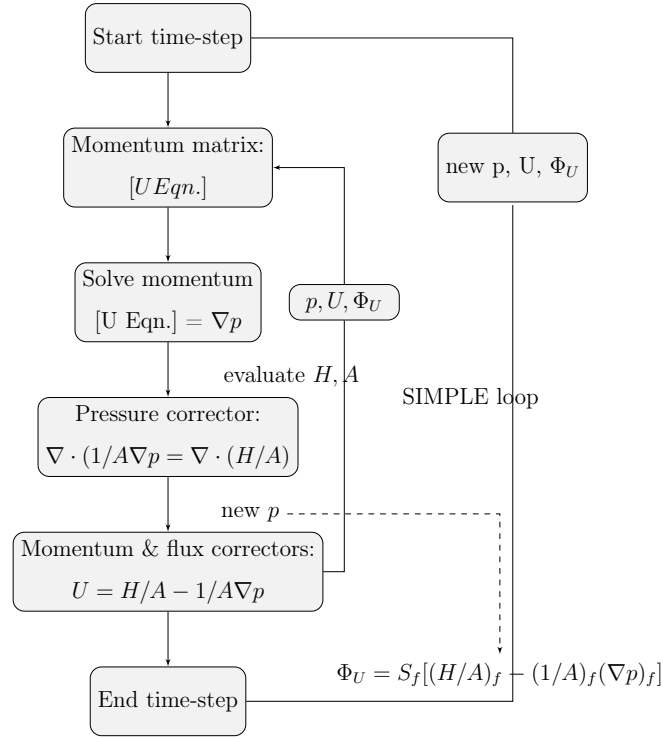 Start time-step
Momentum matrix:
[UEqn.]
new p, U, Φ_U
Solve momentum
[U Eqn.] = ∇p
p, U, Φ_U
evaluate H, A
SIMPLE loop
Pressure corrector:
∇ · (1/A∇p = ∇ · (H/A)
new p
Momentum & flux correctors:
U = H/A − 1/A∇p
Φ_U = S_f[(H/A)_f − (1/A)_f(∇p)_f]
End time-step